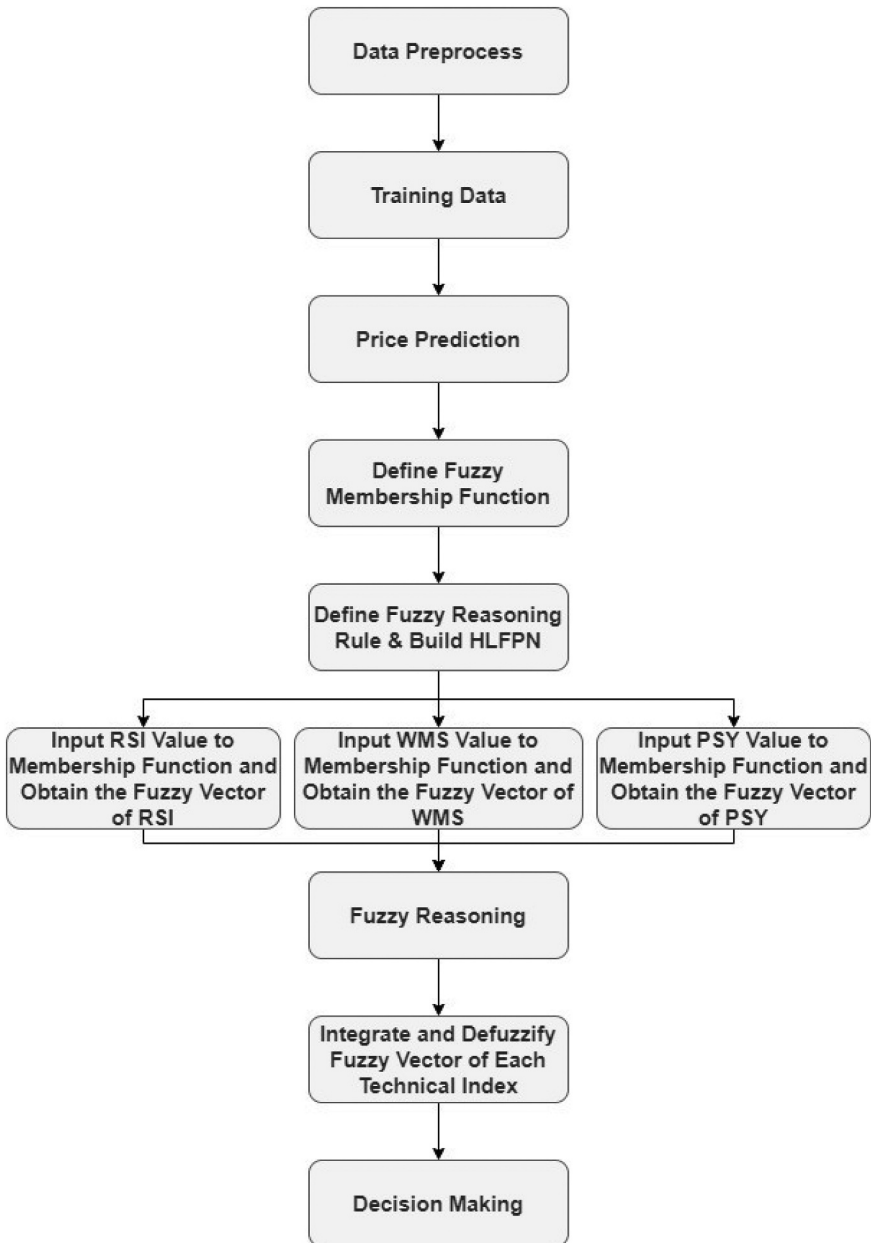 Data Preprocess
Training Data
Price Prediction
Define Fuzzy
Membership Function
Define Fuzzy Reasoning
Rule & Build HLFPN
Input RSI Value to
Membership Function and
Obtain the Fuzzy Vector
of RSI
Input WMS Value to
Membership Function and
Obtain the Fuzzy Vector of
WMS
Input PSY Value to
Membership Function and
Obtain the Fuzzy Vector
of PSY
Fuzzy Reasoning
Integrate and Defuzzify
Fuzzy Vector of Each
Technical Index
Decision Making